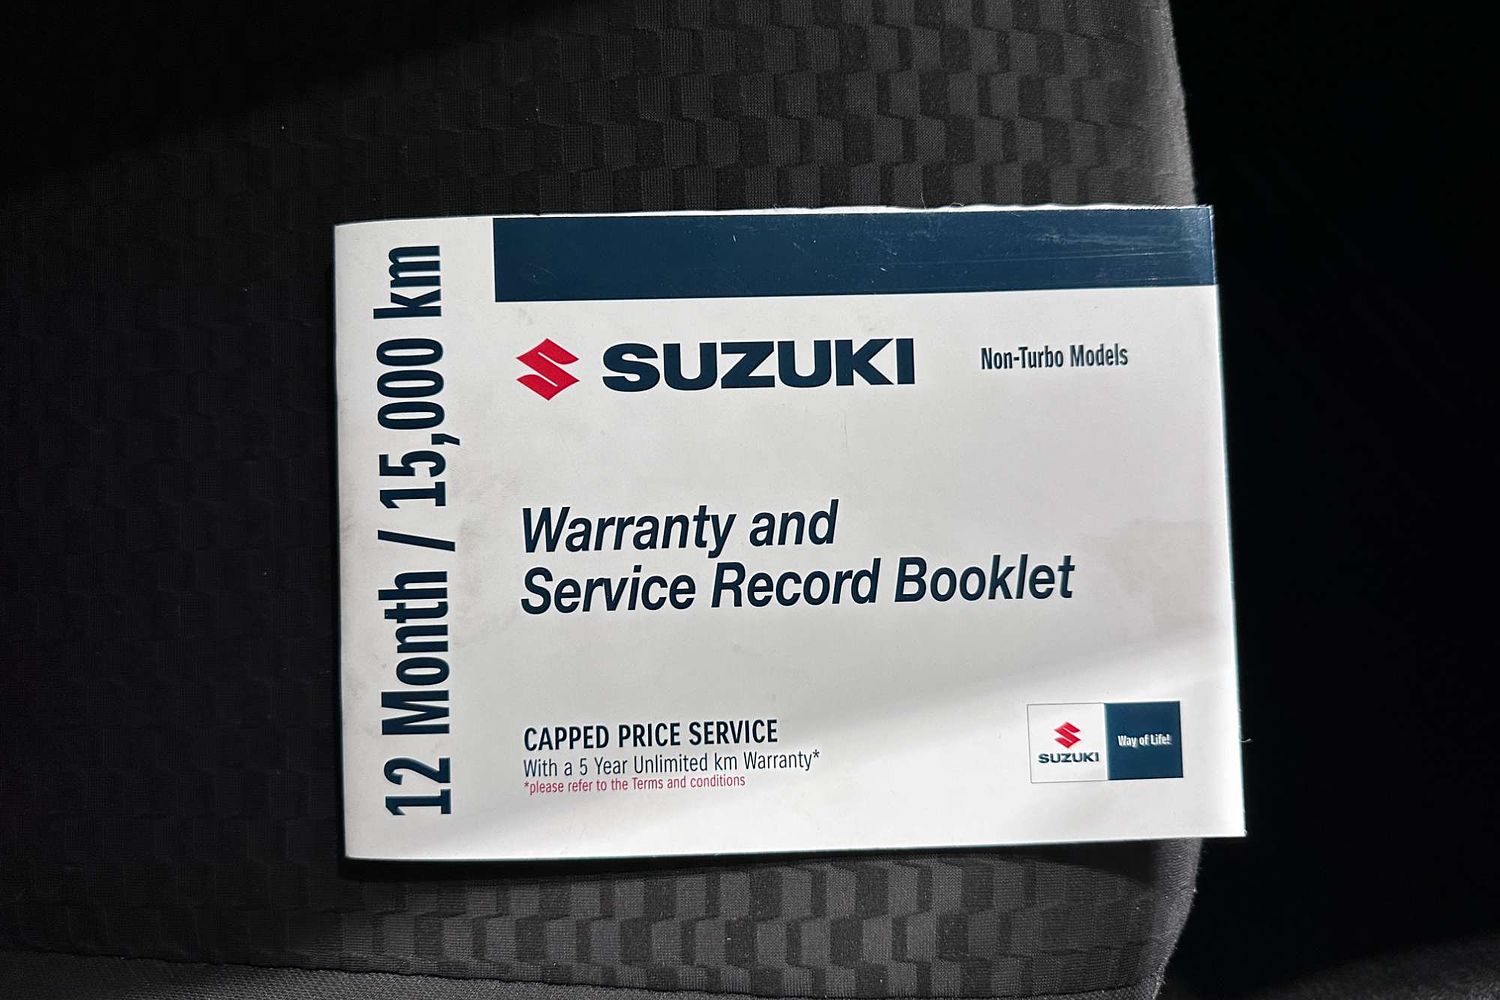 12 Month / 15,000 km
SUZUKI
Non-Turbo Models
Warranty and
Service Record Booklet
CAPPED PRICE SERVICE
With a 5 Year Unlimited km Warranty*
*please refer to the Terms and conditions
SUZUKI
Way of Life!